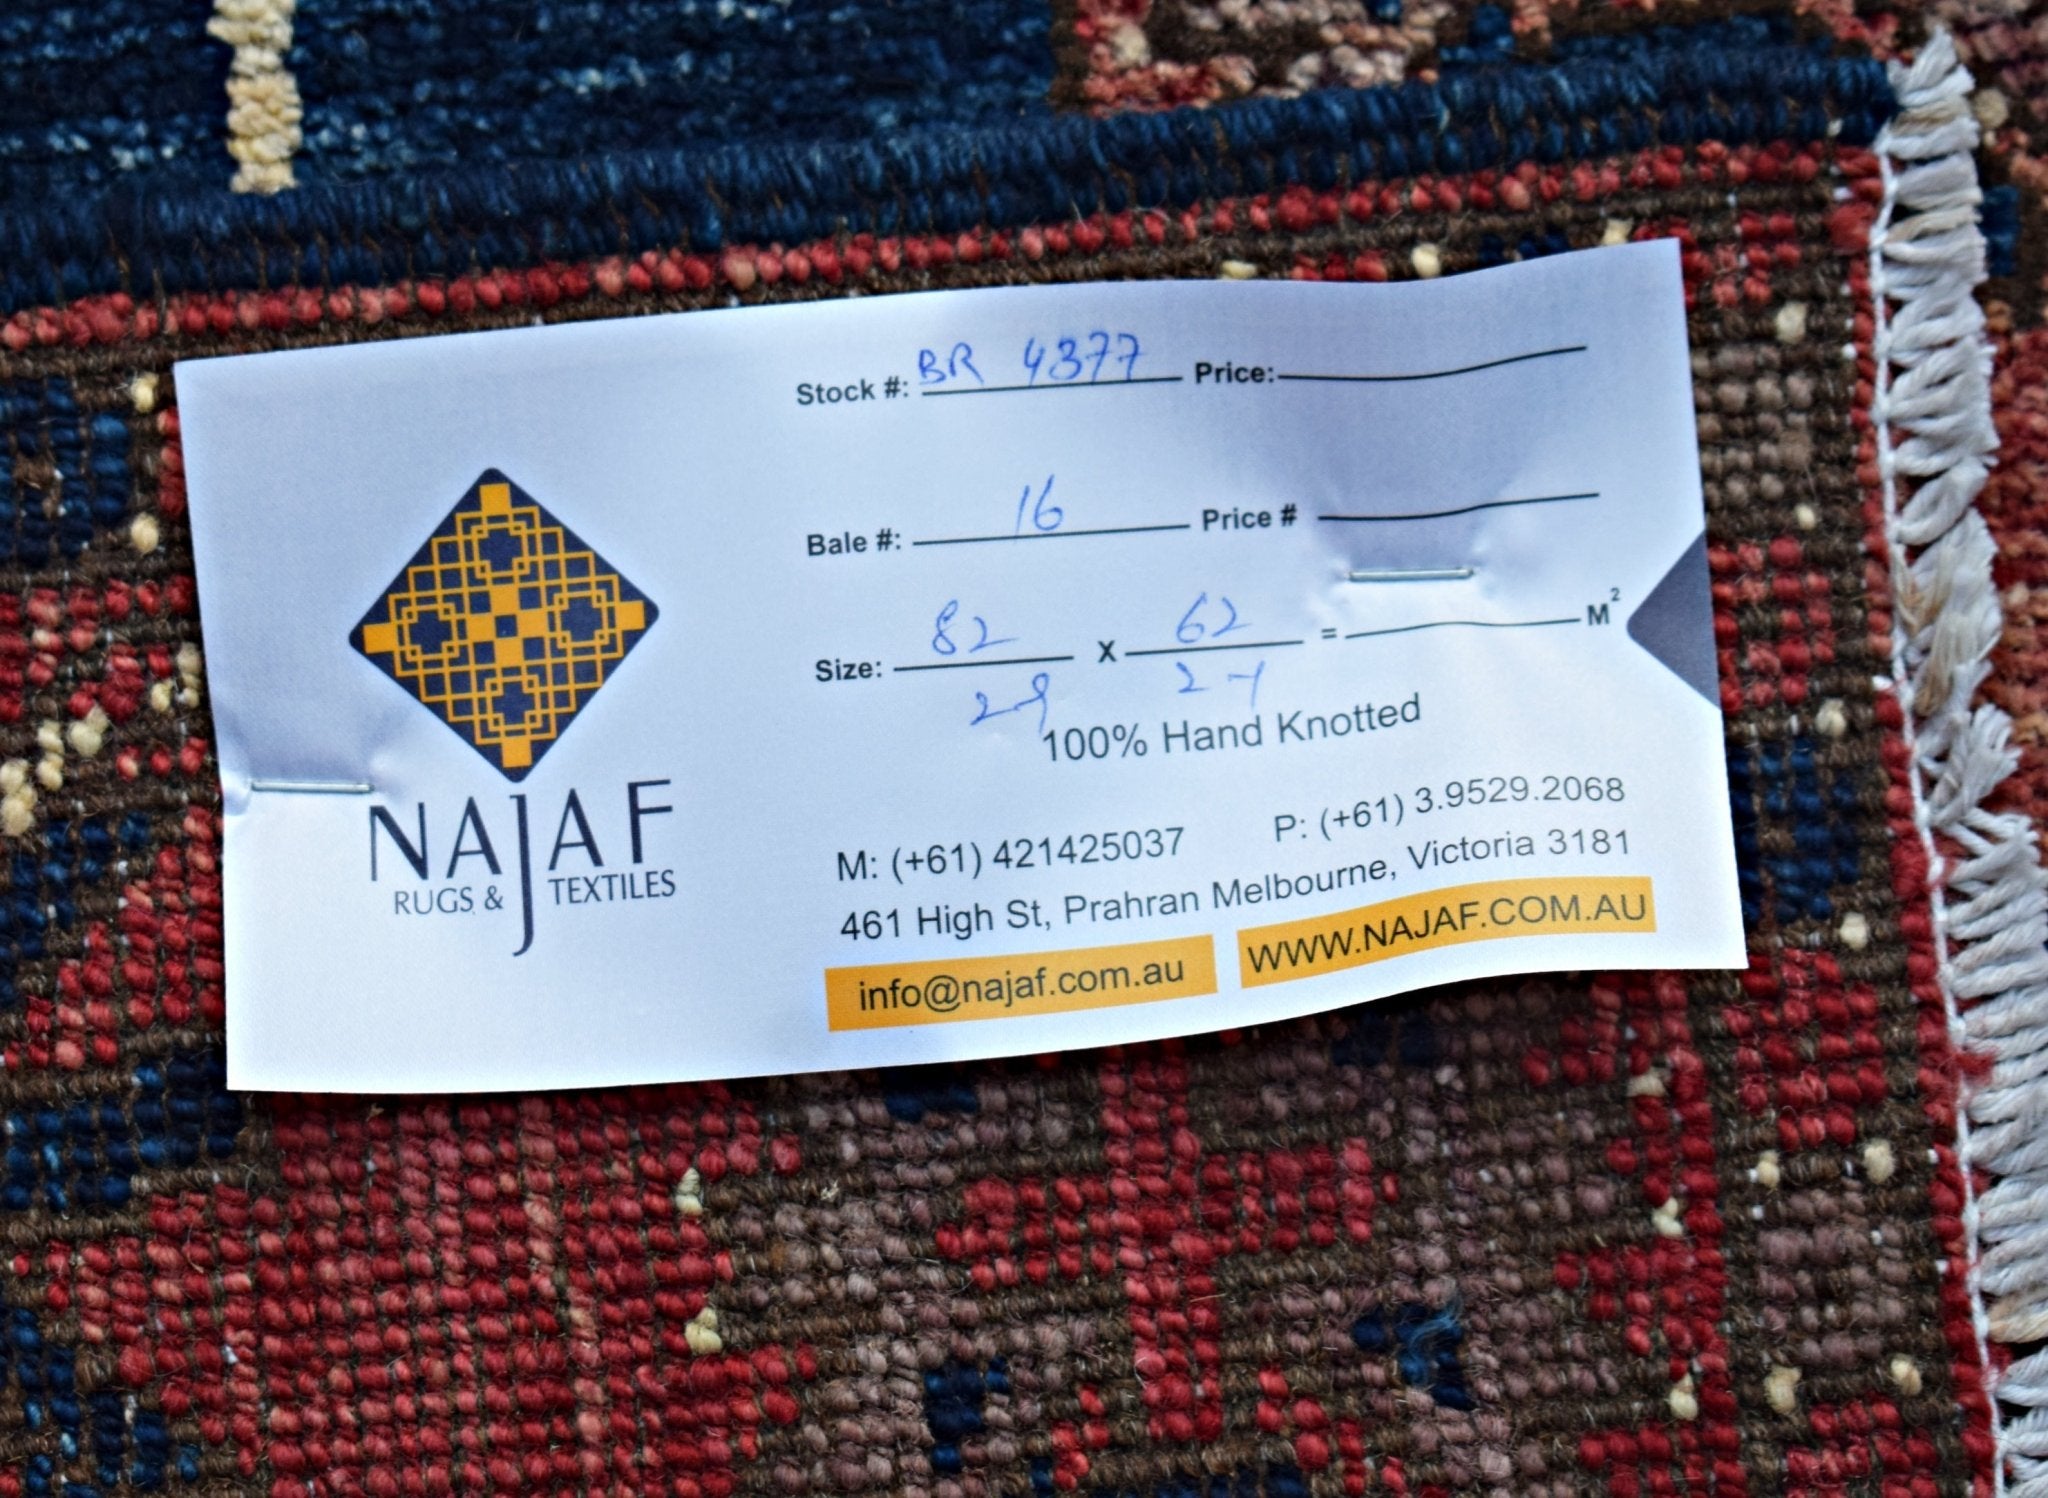 Stock #: BR 4377 Price:
Bale #: 16 Price #
Size: 82 X 62 = M²
100% Hand Knotted
NAJAF
RUGS & TEXTILES
M: (+61) 421425037 P: (+61) 3.9529.2068
461 High St, Prahran Melbourne, Victoria 3181
info@najaf.com.au WWW.NAJAF.COM.AU